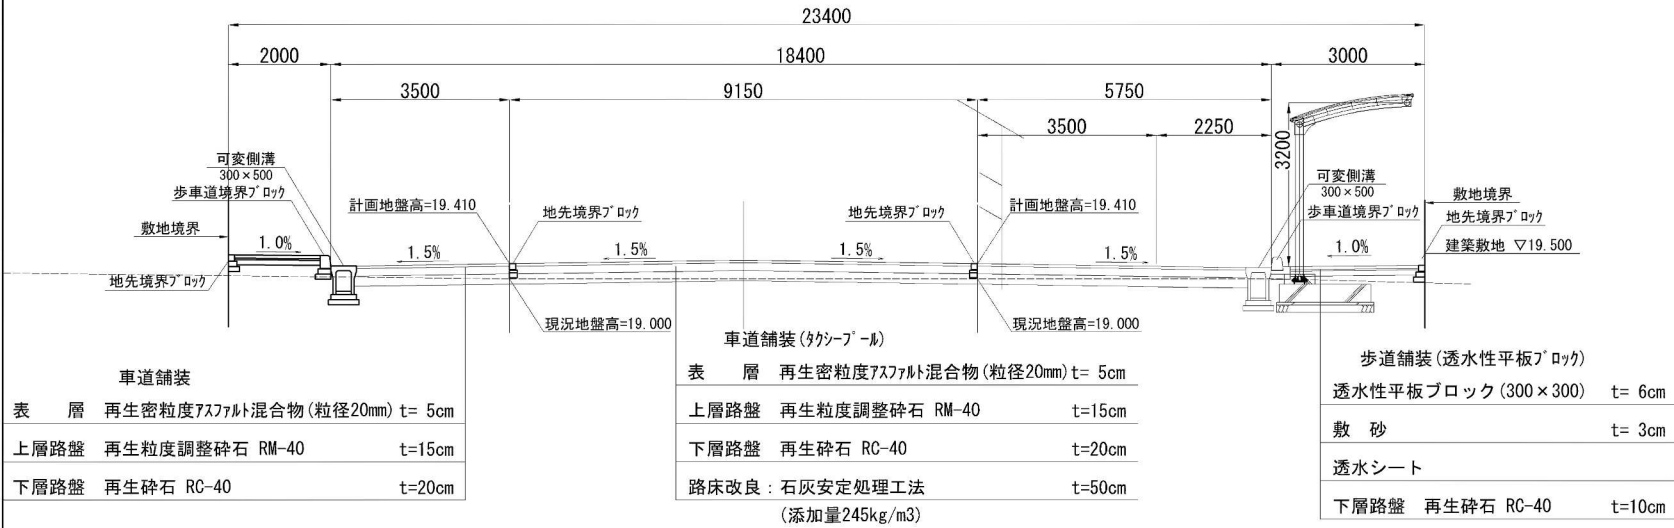 23400
2000 18400 3000
3500 9150 5750
3500 2250
3200
可変側溝
300×500
歩車道境界ブロック
敷地境界
1.0%
地先境界ブロック
計画地盤高=19.410
地先境界ブロック
1.5%
1.5%
現況地盤高=19.000
地先境界ブロック
計画地盤高=19.410
1.5%
1.5%
現況地盤高=19.000
可変側溝
300×500
歩車道境界ブロック
1.0%
敷地境界
地先境界ブロック
建築敷地 ▽19.500
車道舗装
表 層 再生密粒度アスファルト混合物(粒径20mm) t= 5cm
上層路盤 再生粒度調整砕石 RM-40 t=15cm
下層路盤 再生砕石 RC-40 t=20cm
車道舗装(タクシープール)
表 層 再生密粒度アスファルト混合物(粒径20mm) t= 5cm
上層路盤 再生粒度調整砕石 RM-40 t=15cm
下層路盤 再生砕石 RC-40 t=20cm
路床改良：石灰安定処理工法 t=50cm
(添加量245kg/m3)
歩道舗装(透水性平板ブロック)
透水性平板ブロック(300×300) t= 6cm
敷 砂 t= 3cm
透水シート
下層路盤 再生砕石 RC-40 t=10cm